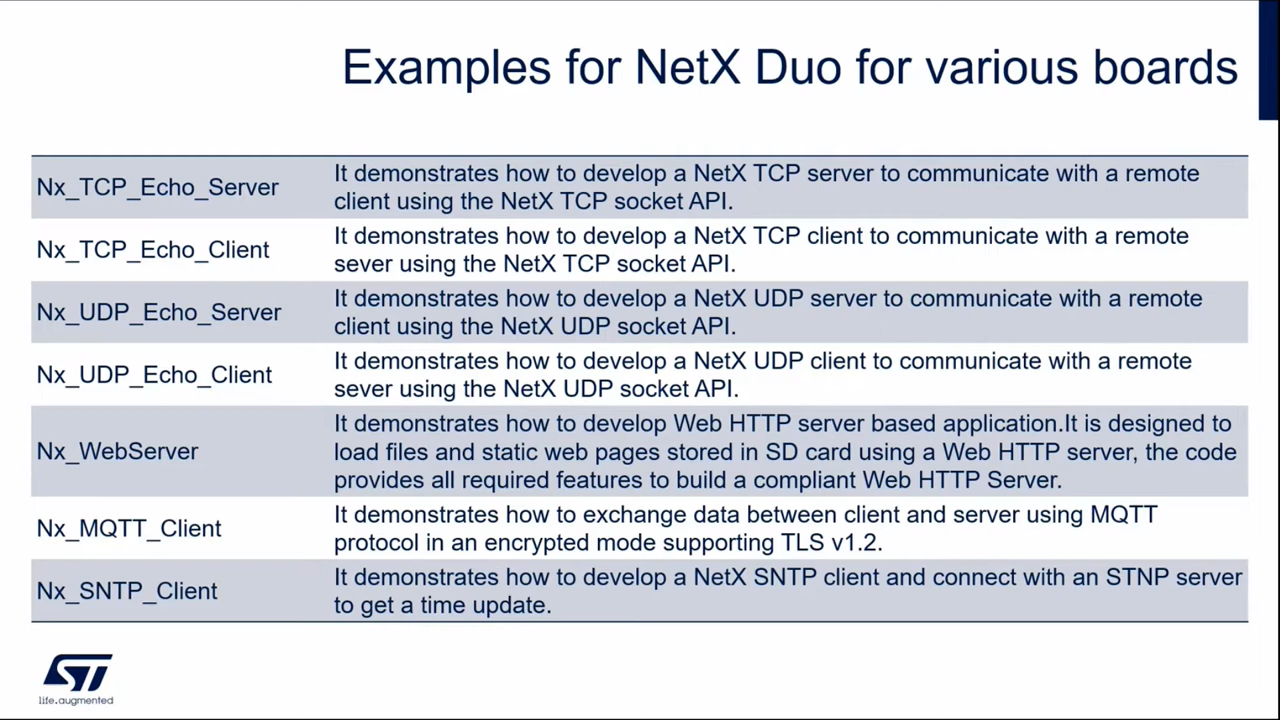 Examples for NetX Duo for various boards
Nx_TCP_Echo_Server
It demonstrates how to develop a NetX TCP server to communicate with a remote
client using the NetX TCP socket API.
Nx_TCP_Echo_Client
It demonstrates how to develop a NetX TCP client to communicate with a remote
sever using the NetX TCP socket API.
Nx_UDP_Echo_Server
It demonstrates how to develop a NetX UDP server to communicate with a remote
client using the NetX UDP socket API.
Nx_UDP_Echo_Client
It demonstrates how to develop a NetX UDP client to communicate with a remote
sever using the NetX UDP socket API.
Nx_WebServer
It demonstrates how to develop Web HTTP server based application.It is designed to
load files and static web pages stored in SD card using a Web HTTP server, the code
provides all required features to build a compliant Web HTTP Server.
Nx_MQTT_Client
It demonstrates how to exchange data between client and server using MQTT
protocol in an encrypted mode supporting TLS v1.2.
Nx_SNTP_Client
It demonstrates how to develop a NetX SNTP client and connect with an STNP server
to get a time update.
ST
life.augmented